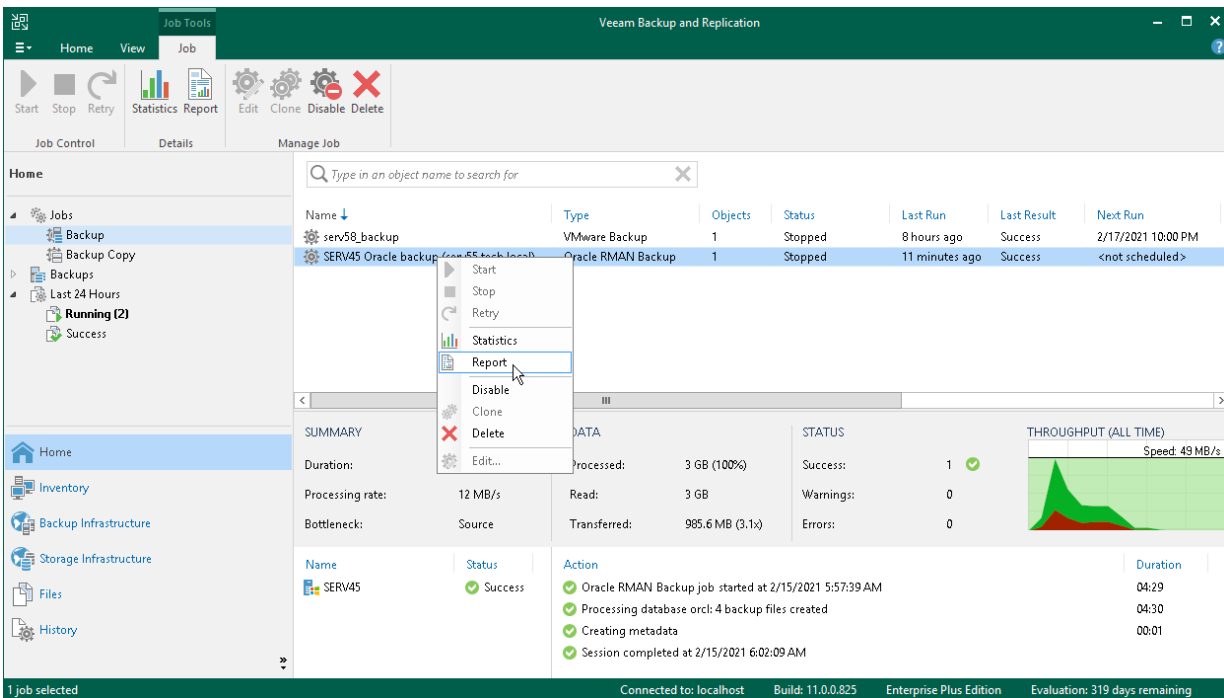 Job Tools
Veeam Backup and Replication
Home View Job
?
Start Stop Retry Statistics Report Edit Clone Disable Delete
Job Control Details Manage Job
Home
Type in an object name to search for
Jobs
Backup
Backup Copy
Backups
Last 24 Hours
Running (2)
Success
Name Type Objects Status Last Run Last Result Next Run
serv58_backup VMware Backup 1 Stopped 8 hours ago Success 2/17/2021 10:00 PM
SERV45 Oracle backup (serv55.tech.local) Oracle RMAN Backup 1 Stopped 11 minutes ago Success <not scheduled>
Start
Stop
Retry
Statistics
Report
Disable
Clone
Delete
Edit...
Home
Inventory
Backup Infrastructure
Storage Infrastructure
Files
History
SUMMARY DATA STATUS THROUGHPUT (ALL TIME)
Speed: 49 MB/s
Duration: Processed: 3 GB (100%) Success: 1
Processing rate: 12 MB/s Read: 3 GB Warnings: 0
Bottleneck: Source Transferred: 985.6 MB (3.1x) Errors: 0
Name Status Action Duration
SERV45 Success Oracle RMAN Backup job started at 2/15/2021 5:57:39 AM 04:29
Processing database orcl: 4 backup files created 04:30
Creating metadata 00:01
Session completed at 2/15/2021 6:02:09 AM
1 job selected Connected to: localhost Build: 11.0.0.825 Enterprise Plus Edition Evaluation: 319 days remaining